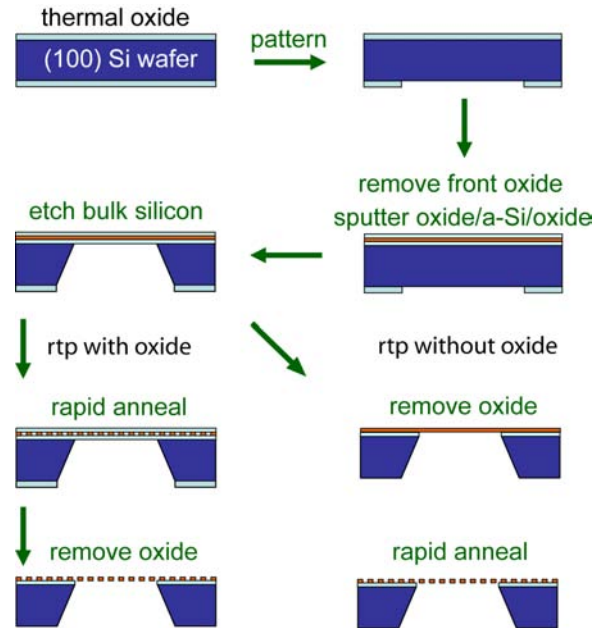 thermal oxide
(100) Si wafer
pattern
remove front oxide
sputter oxide/a-Si/oxide
etch bulk silicon
rtp with oxide
rtp without oxide
rapid anneal
remove oxide
remove oxide
rapid anneal